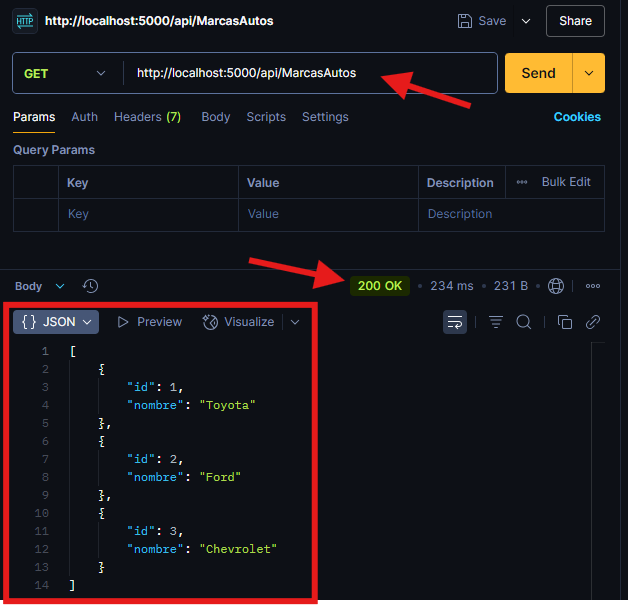 HTTP http://localhost:5000/api/MarcasAutos Save Share
GET http://localhost:5000/api/MarcasAutos Send
Params Auth Headers (7) Body Scripts Settings Cookies
Query Params
Key Value Description ••• Bulk Edit
Key Value Description
Body 200 OK • 234 ms • 231 B • •••
{ } JSON Preview Visualize
1 [
2 {
3 "id": 1,
4 "nombre": "Toyota"
5 },
6 {
7 "id": 2,
8 "nombre": "Ford"
9 },
10 {
11 "id": 3,
12 "nombre": "Chevrolet"
13 }
14 ]